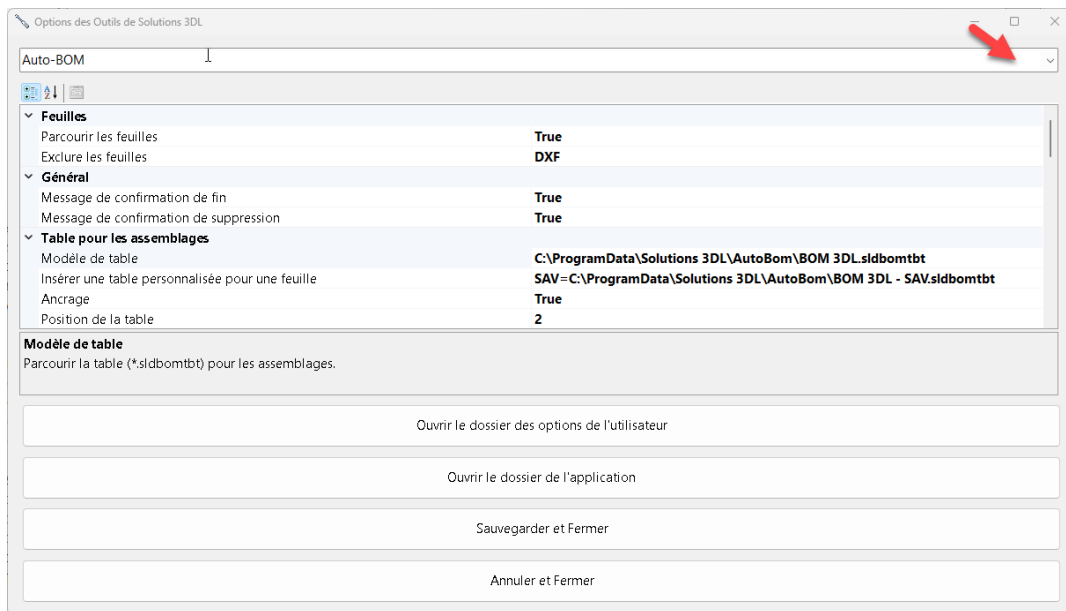 Options des Outils de Solutions 3DL
Auto-BOM
Feuilles
Parcourir les feuilles True
Exclure les feuilles DXF
Général
Message de confirmation de fin True
Message de confirmation de suppression True
Table pour les assemblages
Modèle de table C:\ProgramData\Solutions 3DL\AutoBom\BOM 3DL.sldbomtbt
Insérer une table personnalisée pour une feuille SAV=C:\ProgramData\Solutions 3DL\AutoBom\BOM 3DL - SAV.sldbomtbt
Ancrage True
Position de la table 2
Modèle de table
Parcourir la table (*.sldbomtbt) pour les assemblages.
Ouvrir le dossier des options de l'utilisateur
Ouvrir le dossier de l'application
Sauvegarder et Fermer
Annuler et Fermer